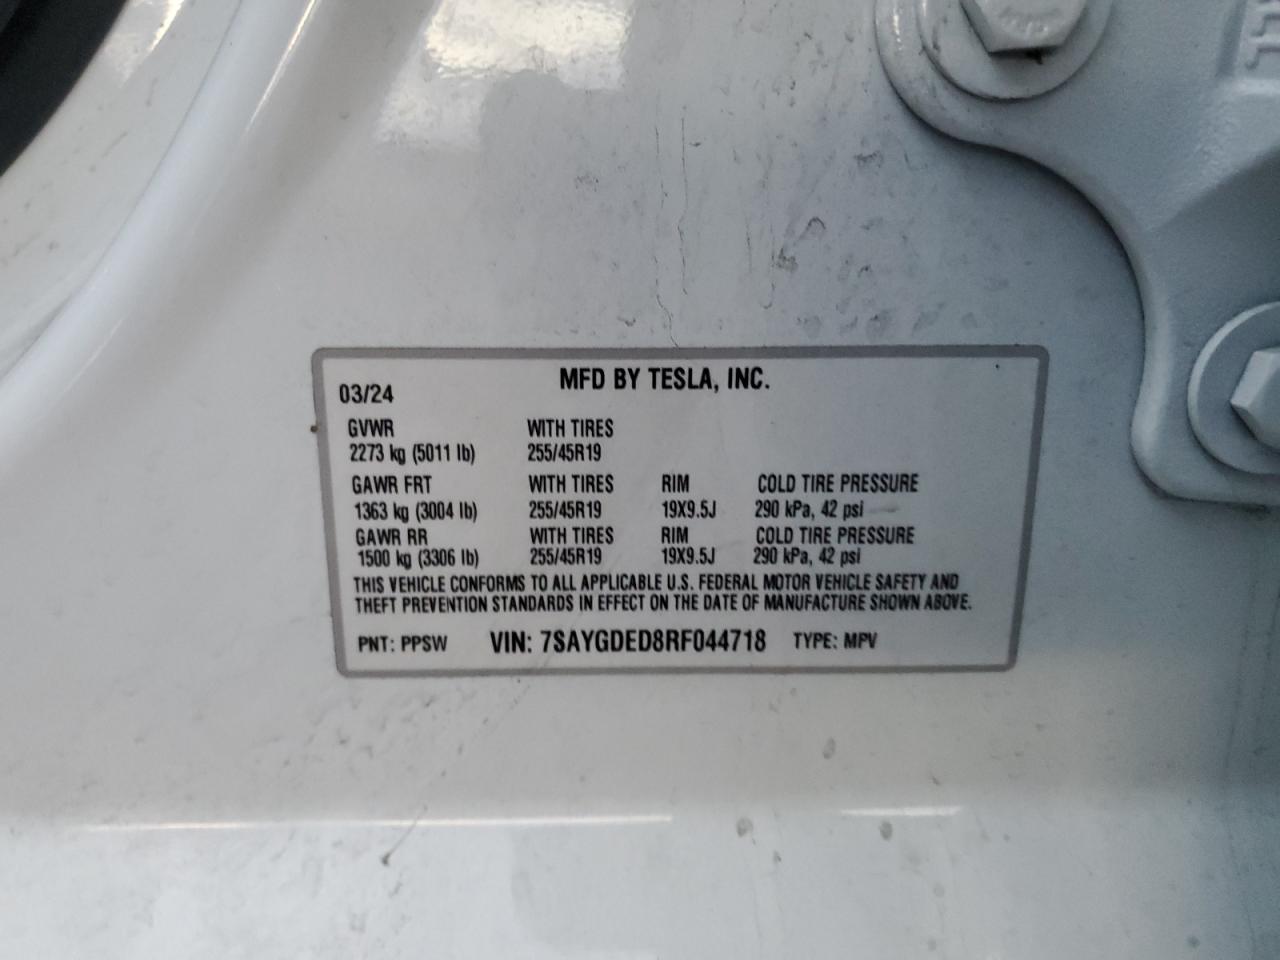 MFD BY TESLA, INC.
03/24
GVWR WITH TIRES
2273 kg (5011 lb) 255/45R19
GAWR FRT WITH TIRES RIM COLD TIRE PRESSURE
1363 kg (3004 lb) 255/45R19 19X9.5J 290 kPa, 42 psi
GAWR RR WITH TIRES RIM COLD TIRE PRESSURE
1500 kg (3306 lb) 255/45R19 19X9.5J 290 kPa, 42 psi
THIS VEHICLE CONFORMS TO ALL APPLICABLE U.S. FEDERAL MOTOR VEHICLE SAFETY AND
THEFT PREVENTION STANDARDS IN EFFECT ON THE DATE OF MANUFACTURE SHOWN ABOVE.
PNT: PPSW VIN: 7SAYGDED8RF044718 TYPE: MPV